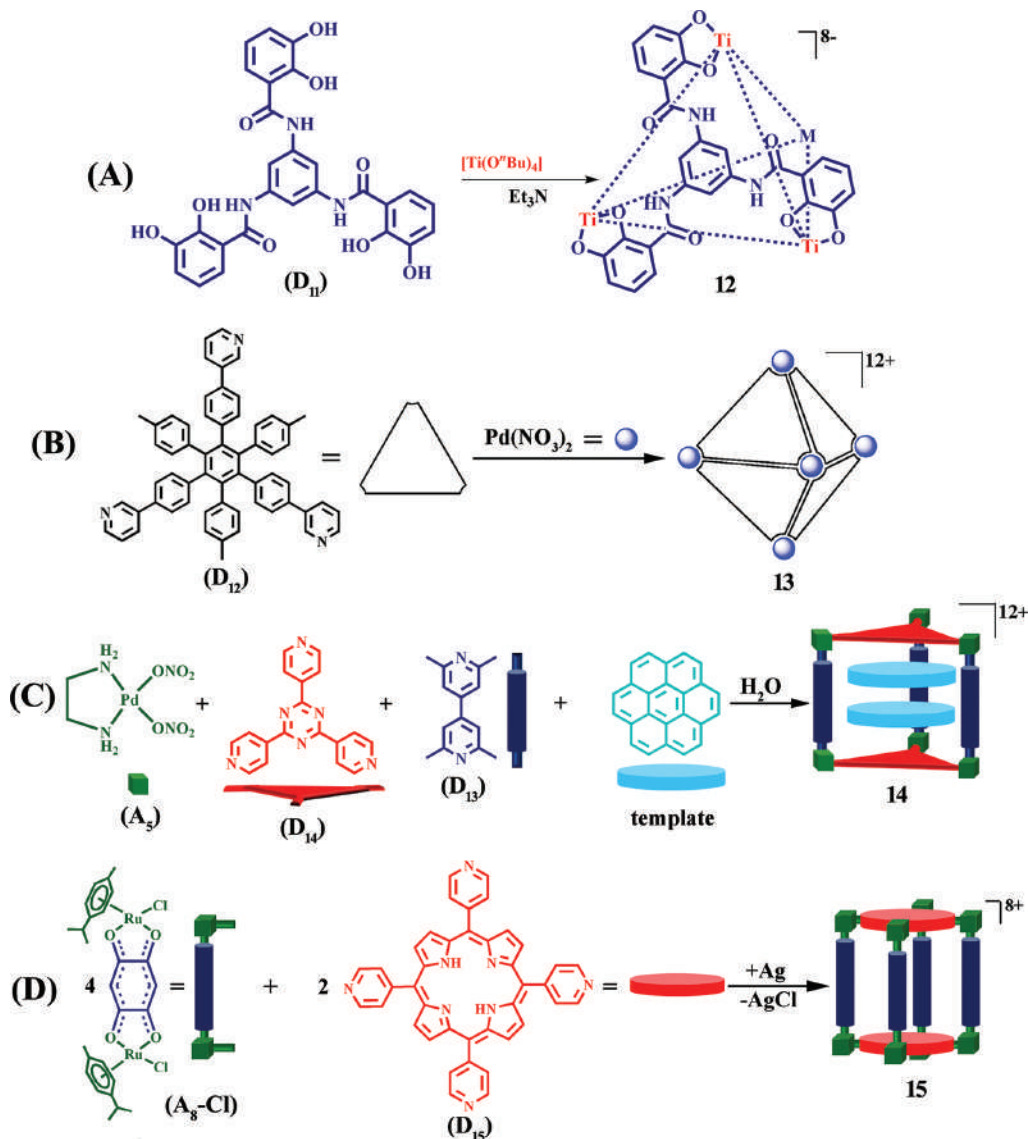 (A)
OH
OH
O
NH
HN
O
OH
HO
O
N
H
OH
OH
(D₁₁)
[Ti(OⁿBu)₄]
Et₃N
8-
O
Ti
O
O
NH
M
O
HN
O
N
H
Ti
O
O
O
O
Ti
12
(B)
N
N
N
(D₁₂)
=
Pd(NO₃)₂ =
12+
13
(C)
H₂
N
Pd
ONO₂
ONO₂
N
H₂
(A₅)
+
N
N
N
N
N
N
(D₁₄)
+
N
N
(D₁₃)
+
template
H₂O
12+
14
(D)
4
Ru
Cl
O
O
O
O
Ru
Cl
(A₈-Cl)
=
+
2
N
NH
N
N
N
N
HN
N
(D₁₅)
=
+Ag
-AgCl
8+
15